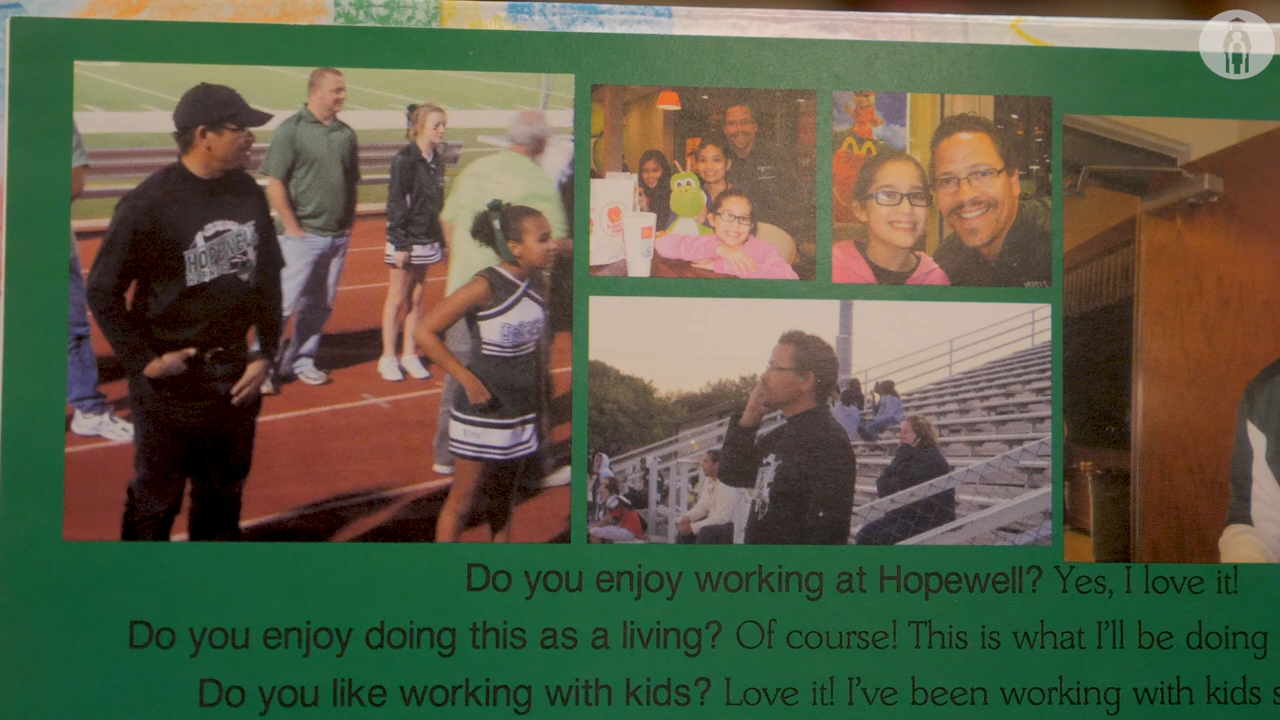 HOPEWELL
Do you enjoy working at Hopewell? Yes, I love it!
Do you enjoy doing this as a living? Of course! This is what I'll be doing
Do you like working with kids? Love it! I've been working with kids s